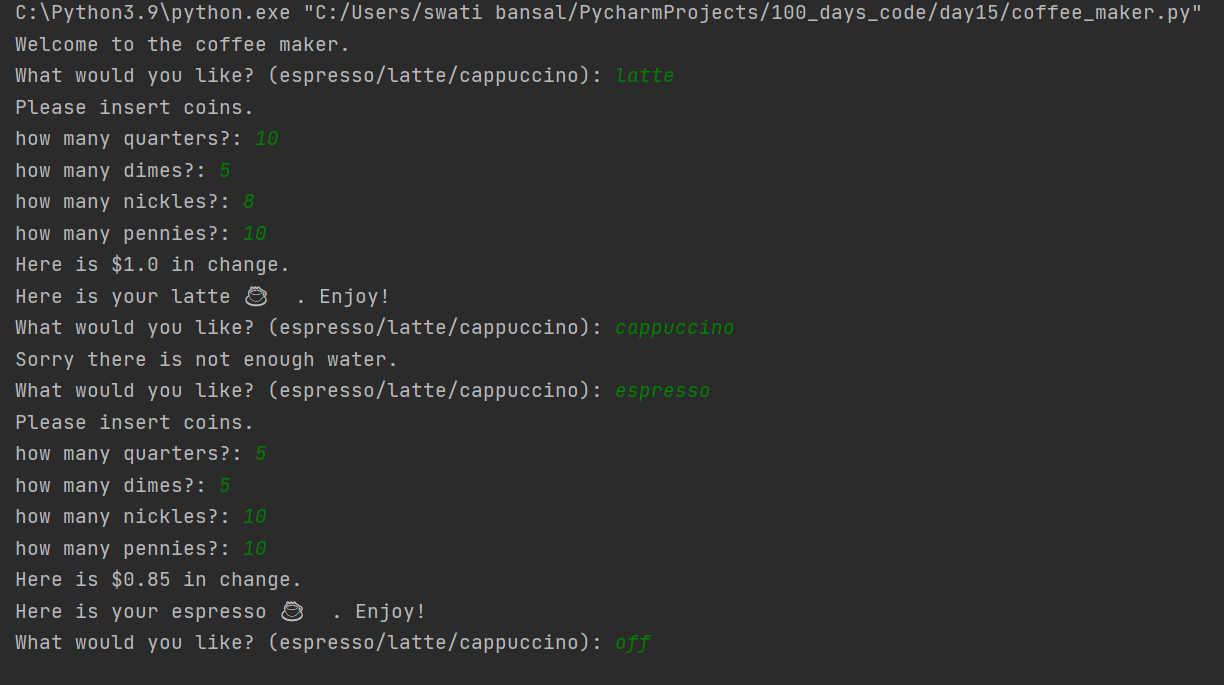 C:\Python3.9\python.exe "C:/Users/swati bansal/PycharmProjects/100_days_code/day15/coffee_maker.py"
Welcome to the coffee maker.
What would you like? (espresso/latte/cappuccino): latte
Please insert coins.
how many quarters?: 10
how many dimes?: 5
how many nickles?: 8
how many pennies?: 10
Here is $1.0 in change.
Here is your latte ☕ . Enjoy!
What would you like? (espresso/latte/cappuccino): cappuccino
Sorry there is not enough water.
What would you like? (espresso/latte/cappuccino): espresso
Please insert coins.
how many quarters?: 5
how many dimes?: 5
how many nickles?: 10
how many pennies?: 10
Here is $0.85 in change.
Here is your espresso ☕ . Enjoy!
What would you like? (espresso/latte/cappuccino): off